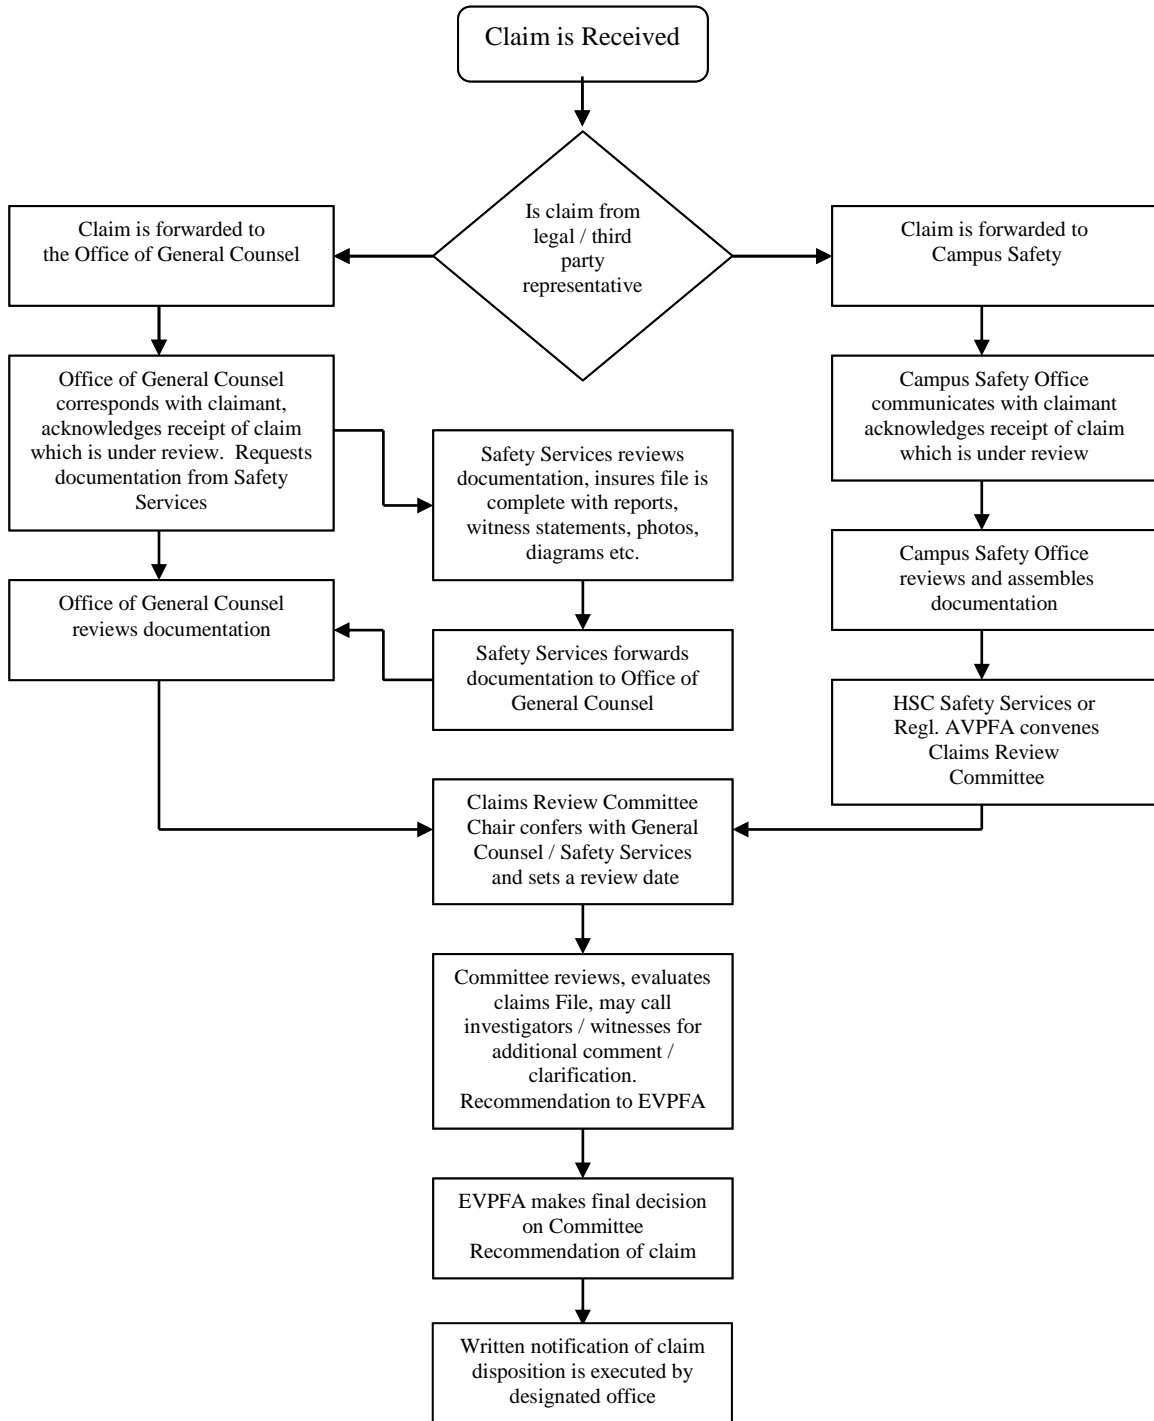 Claim is Received
Is claim from
legal / third
party
representative
Claim is forwarded to
the Office of General Counsel
Claim is forwarded to
Campus Safety
Office of General Counsel
corresponds with claimant,
acknowledges receipt of claim
which is under review.  Requests
documentation from Safety
Services
Safety Services reviews
documentation, insures file is
complete with reports,
witness statements, photos,
diagrams etc.
Campus Safety Office
communicates with claimant
acknowledges receipt of claim
which is under review
Office of General Counsel
reviews documentation
Safety Services forwards
documentation to Office of
General Counsel
Campus Safety Office
reviews and assembles
documentation
HSC Safety Services or
Regl. AVPFA convenes
Claims Review
Committee
Claims Review Committee
Chair confers with General
Counsel / Safety Services
and sets a review date
Committee reviews, evaluates
claims File, may call
investigators / witnesses for
additional comment /
clarification.
Recommendation to EVPFA
EVPFA makes final decision
on Committee
Recommendation of claim
Written notification of claim
disposition is executed by
designated office